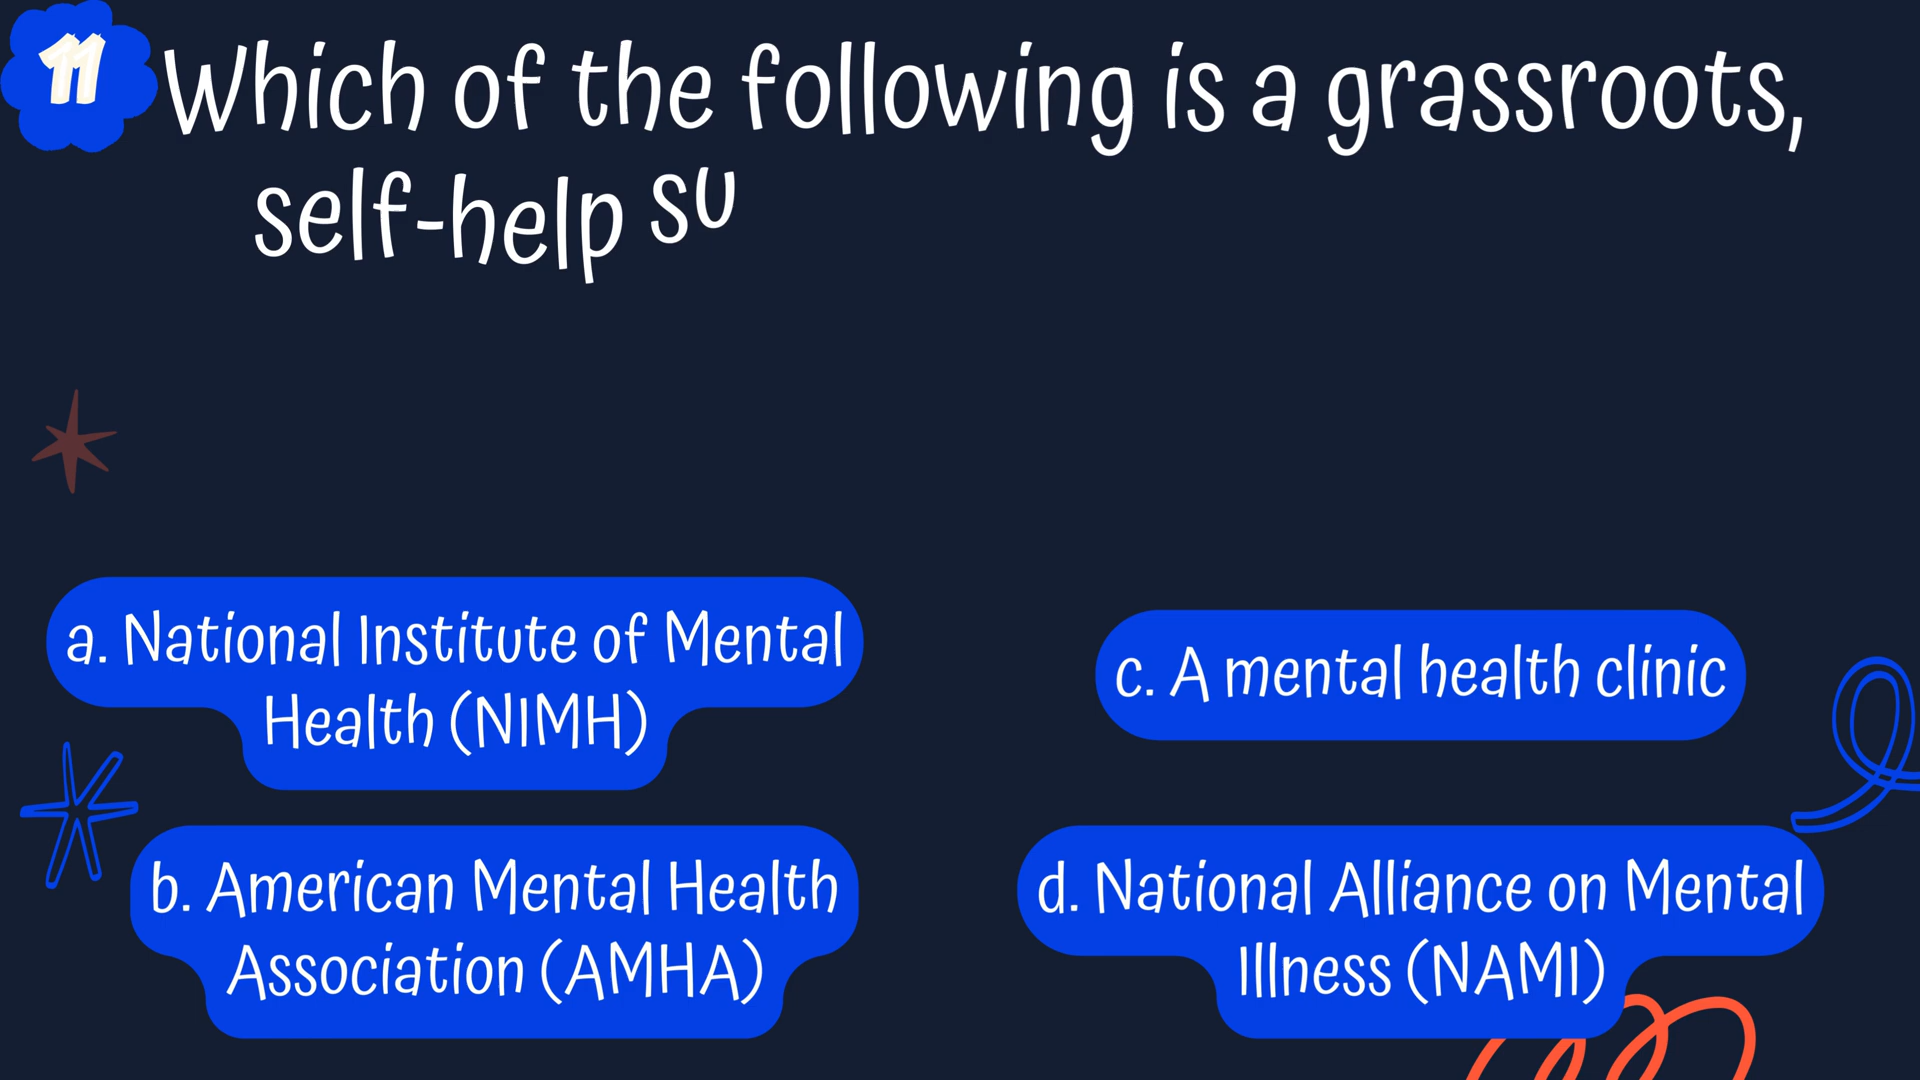 11 Which of the following is a grassroots,
self-help su
a. National Institute of Mental
Health (NIMH)
b. American Mental Health
Association (AMHA)
c. A mental health clinic
d. National Alliance on Mental
Illness (NAMI)